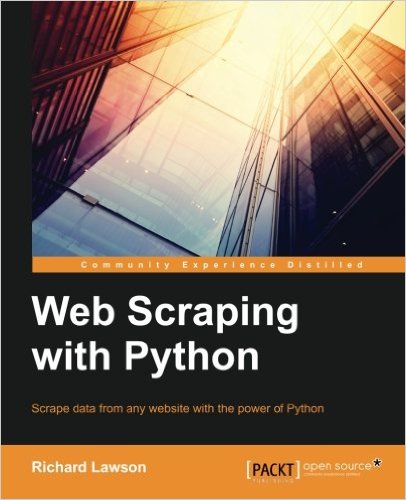 Community Experience Distilled
Web Scraping
with Python
Scrape data from any website with the power of Python
Richard Lawson
[PACKT] open source*
PUBLISHING